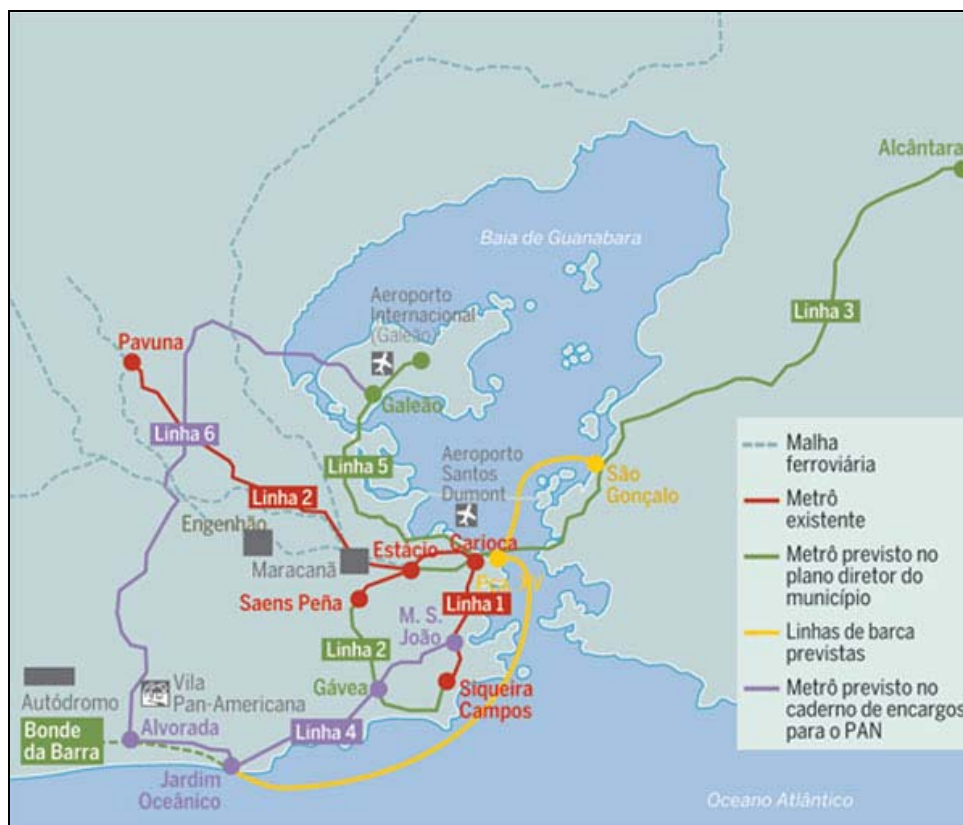 Alcântara
Baia de Guanabara
Linha 3
Aeroporto
Internacional
(Galeão)
Pavuna
Galeão
Linha 6
Linha 5
Aeroporto
Santos
Dumont
São
Gonçalo
Linha 2
Engenhão
Maracanã
Estácio
Carioca
Pça. XV
Saens Peña
Linha 1
M. S.
João
Linha 2
Gávea
Siqueira
Campos
Autódromo
Vila
Pan-Americana
Bonde
da Barra
Alvorada
Linha 4
Jardim
Oceânico
Oceano Atlântico
Malha
ferroviária
Metrô
existente
Metrô previsto no
plano diretor do
município
Linhas de barca
previstas
Metrô previsto no
caderno de encargos
para o PAN